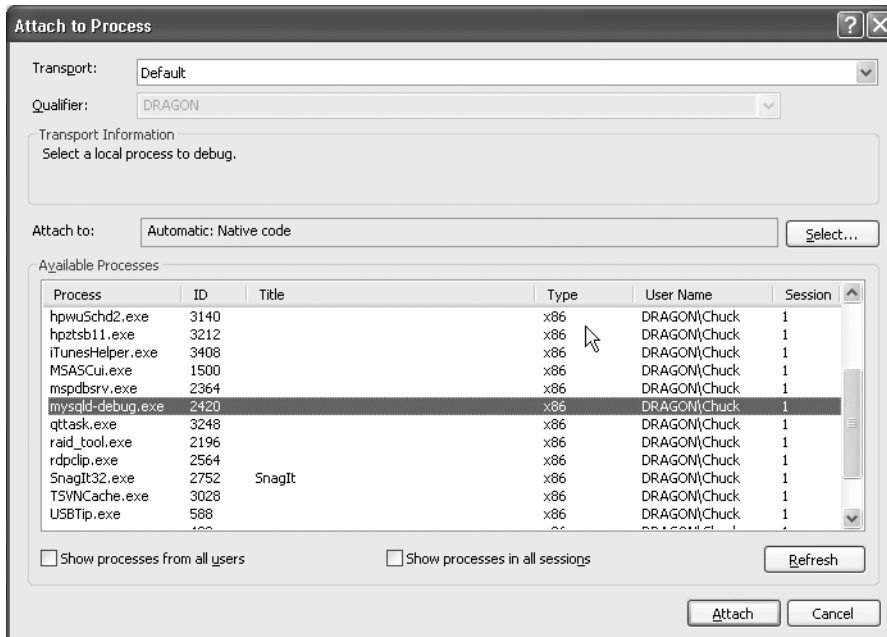 Attach to Process
Transport: Default
Qualifier: DRAGON
Transport Information
Select a local process to debug.
Attach to: Automatic: Native code Select...
Available Processes
Process ID Title Type User Name Session
hpwuSchd2.exe 3140 x86 DRAGON\Chuck 1
hpztsb11.exe 3212 x86 DRAGON\Chuck 1
iTunesHelper.exe 3408 x86 DRAGON\Chuck 1
MSASCui.exe 1500 x86 DRAGON\Chuck 1
mspdbsrv.exe 2364 x86 DRAGON\Chuck 1
mysqld-debug.exe 2420 x86 DRAGON\Chuck 1
qttask.exe 3248 x86 DRAGON\Chuck 1
raid_tool.exe 2196 x86 DRAGON\Chuck 1
rdpclip.exe 2564 x86 DRAGON\Chuck 1
SnagIt32.exe 2752 SnagIt x86 DRAGON\Chuck 1
TSVNCache.exe 3028 x86 DRAGON\Chuck 1
USBTip.exe 588 x86 DRAGON\Chuck 1
Show processes from all users Show processes in all sessions Refresh
Attach Cancel